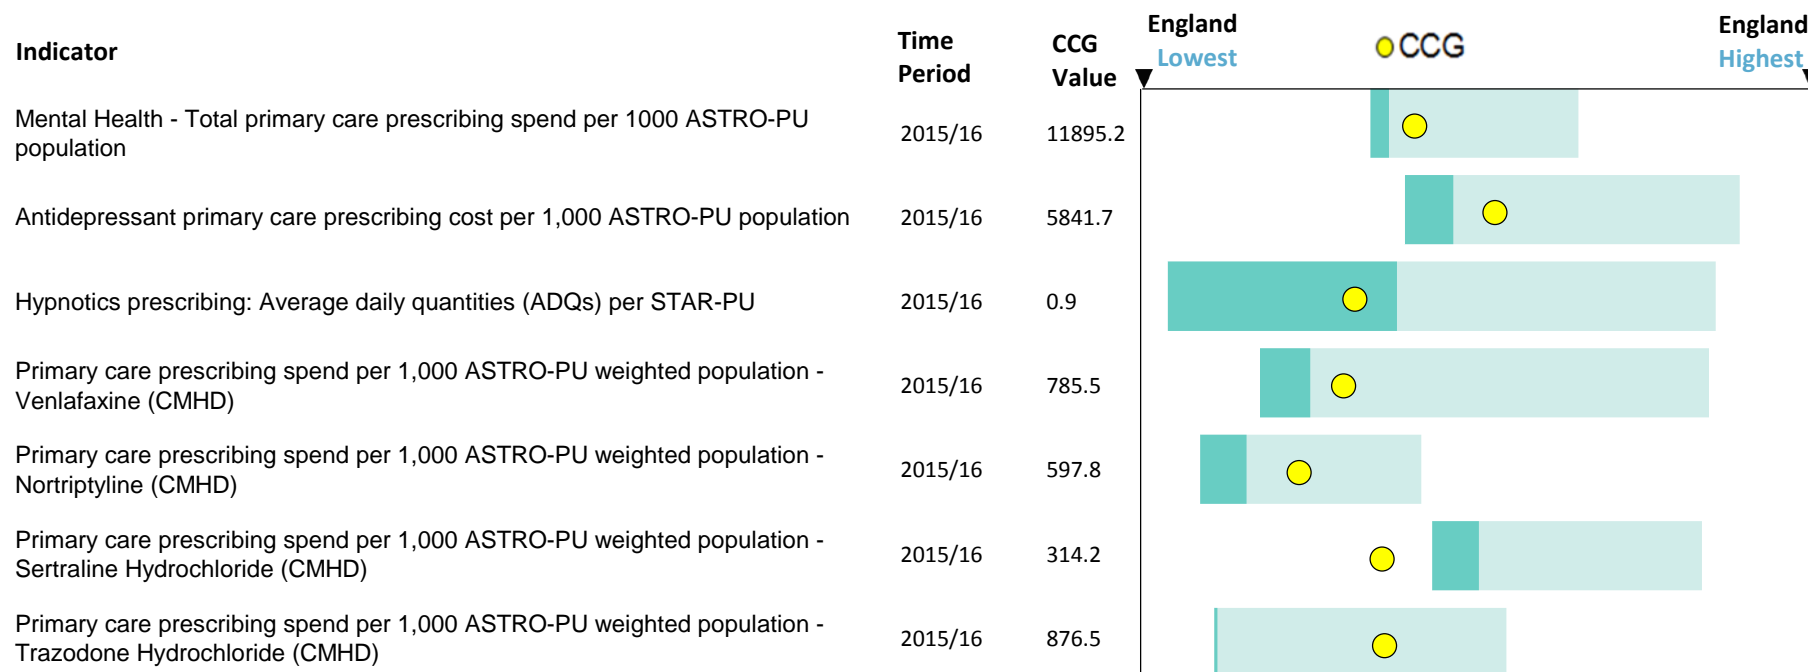 Indicator
Time
Period
CCG
Value
England
Lowest
CCG
England
Highest
Mental Health - Total primary care prescribing spend per 1000 ASTRO-PU
population
2015/16
11895.2
Antidepressant primary care prescribing cost per 1,000 ASTRO-PU population
2015/16
5841.7
Hypnotics prescribing: Average daily quantities (ADQs) per STAR-PU
2015/16
0.9
Primary care prescribing spend per 1,000 ASTRO-PU weighted population -
Venlafaxine (CMHD)
2015/16
785.5
Primary care prescribing spend per 1,000 ASTRO-PU weighted population -
Nortriptyline (CMHD)
2015/16
597.8
Primary care prescribing spend per 1,000 ASTRO-PU weighted population -
Sertraline Hydrochloride (CMHD)
2015/16
314.2
Primary care prescribing spend per 1,000 ASTRO-PU weighted population -
Trazodone Hydrochloride (CMHD)
2015/16
876.5